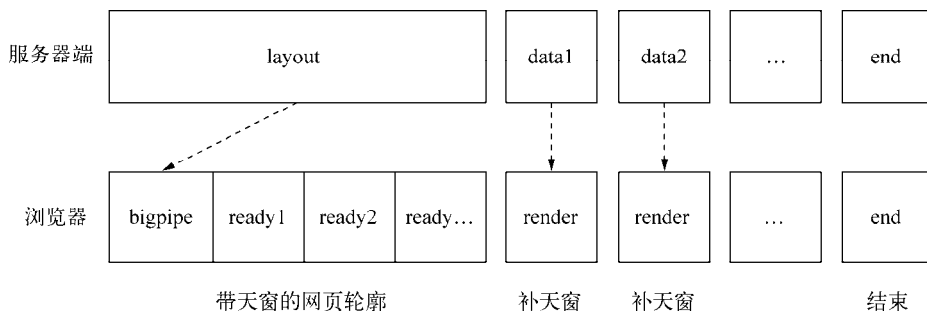 服务器端 layout data1 data2 … end
浏览器 bigpipe ready1 ready2 ready… render render … end
带天窗的网页轮廓 补天窗 补天窗 结束